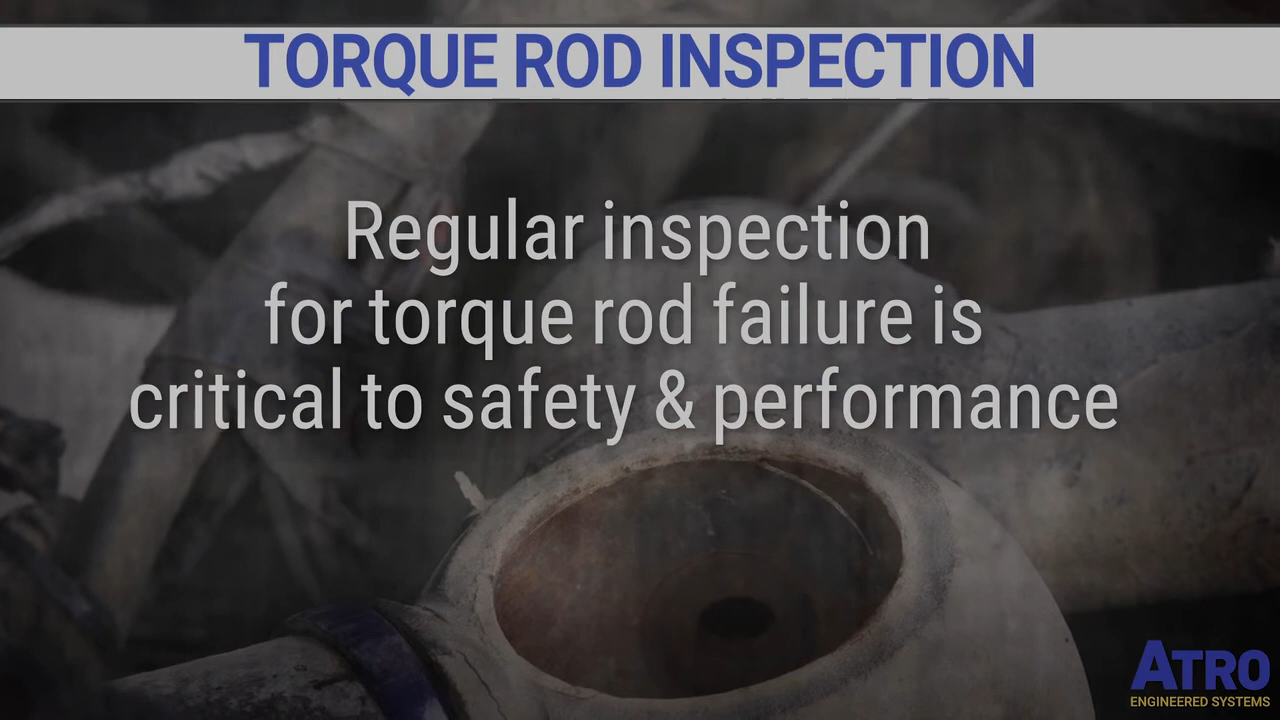 TORQUE ROD INSPECTION
Regular inspection
for torque rod failure is
critical to safety & performance
ATRO
ENGINEERED SYSTEMS